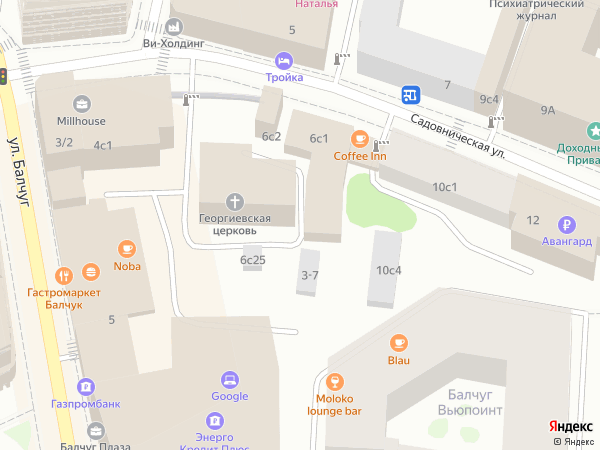 Наталья
Психиатрический
журнал
5
Ви-Холдинг
Тройка
7
9с4
9А
Millhouse
3/2
4с1
6с2
6с1
Coffee Inn
Садовническая ул.
Доходны
Прива
ул. Балчуг
10с1
Георгиевская
церковь
12
Авангард
Noba
6с25
3-7
10с4
Гастромаркет
Балчук
5
Blau
Google
Moloko
lounge bar
Балчуг
Вьюпоинт
Газпромбанк
Энерго
Кредит Плюс
Балчуг Плаза
Яндекс
© Яндекс